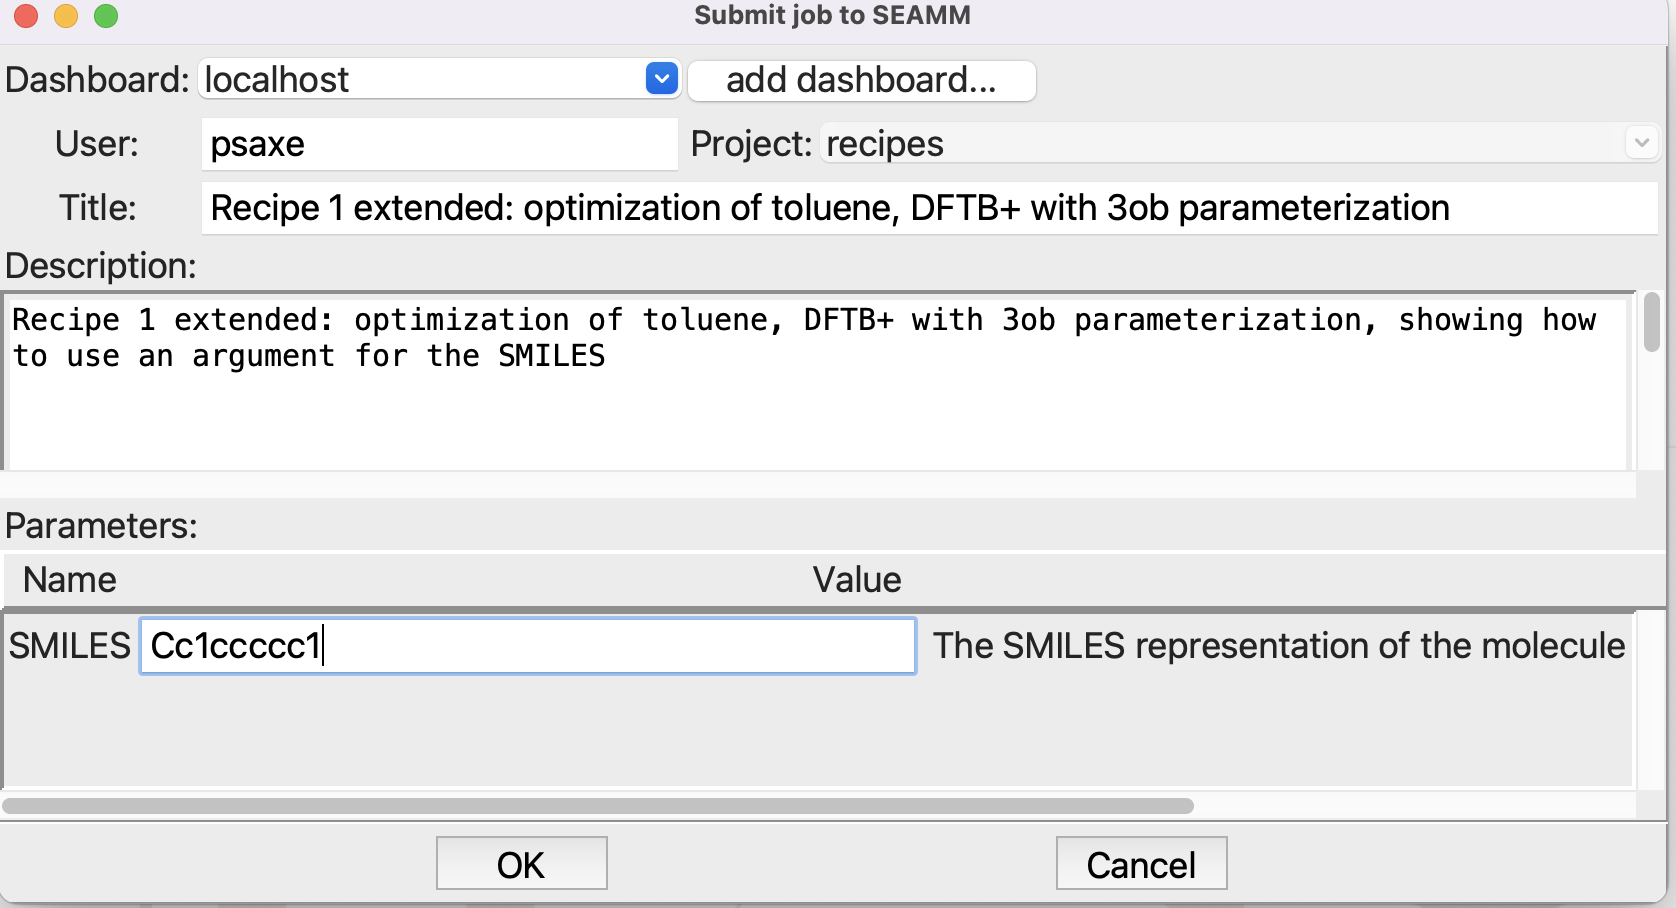 Submit job to SEAMM
Dashboard: localhost add dashboard...
User: psaxe Project: recipes
Title: Recipe 1 extended: optimization of toluene, DFTB+ with 3ob parameterization
Description:
Recipe 1 extended: optimization of toluene, DFTB+ with 3ob parameterization, showing how
to use an argument for the SMILES
Parameters:
Name Value
SMILES Cc1ccccc1 The SMILES representation of the molecule
OK Cancel